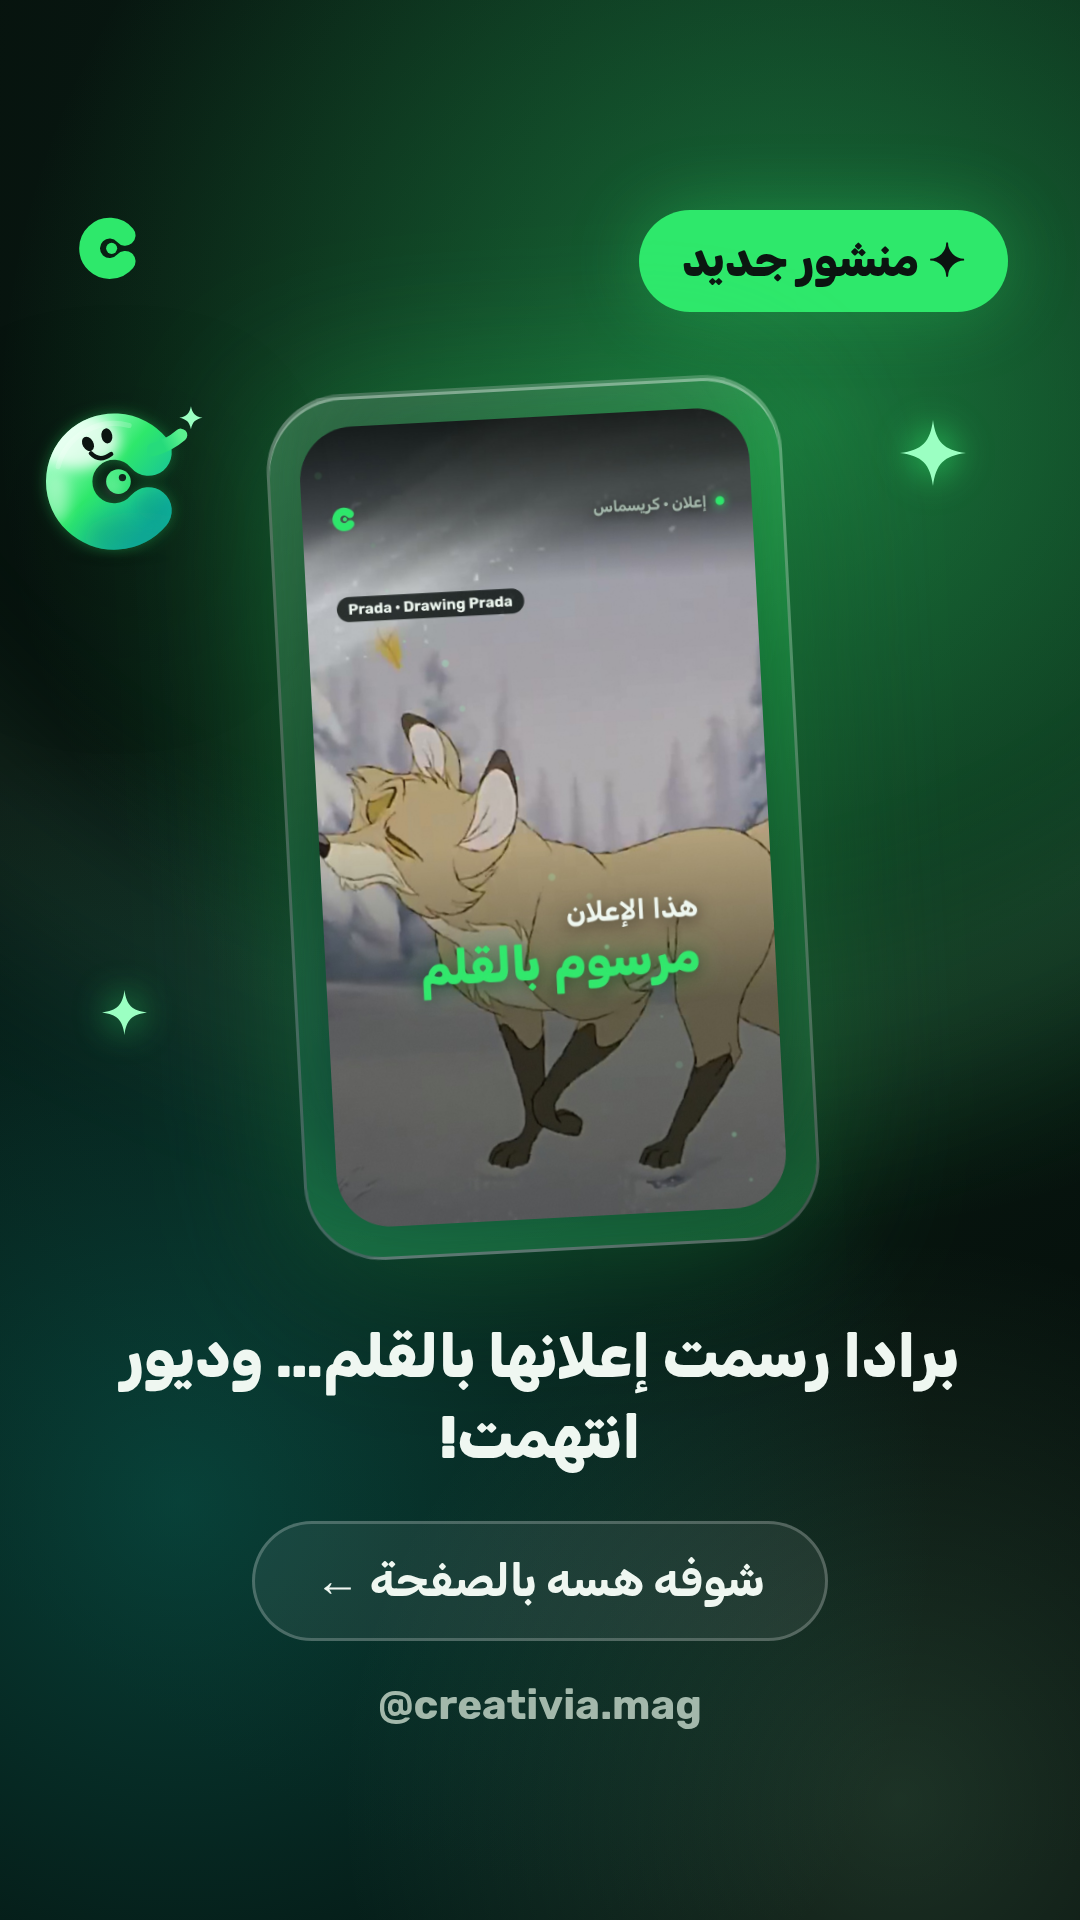 ✦ منشور جديد
إعلان • كريسماس
Prada • Drawing Prada
هذا الإعلان
مرسوم بالقلم
برادا رسمت إعلانها بالقلم... وديور
انتهمت!
شوفه هسه بالصفحة ←
@creativia.mag